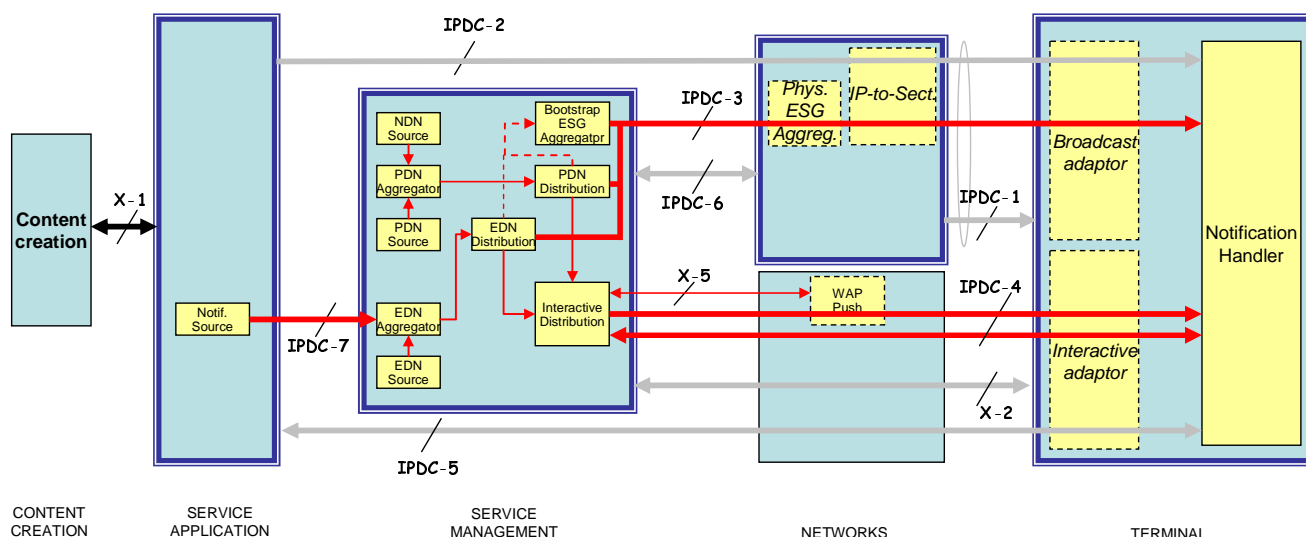 IPDC-2
Content
creation
X-1
Notif.
Source
IPDC-7
NDN
Source
PDN
Aggregator
PDN
Source
EDN
Aggregator
EDN
Source
EDN
Distribution
Bootstrap
ESG
Aggregatpr
PDN
Distribution
Interactive
Distribution
IPDC-3
IPDC-6
Phys.
ESG
Aggreg.
IP-to-Sect.
IPDC-1
X-5
WAP
Push
IPDC-4
X-2
IPDC-5
Broadcast
adaptor
Interactive
adaptor
Notification
Handler
CONTENT
CREATION
SERVICE
APPLICATION
SERVICE
MANAGEMENT
NETWORKS
TERMINAL